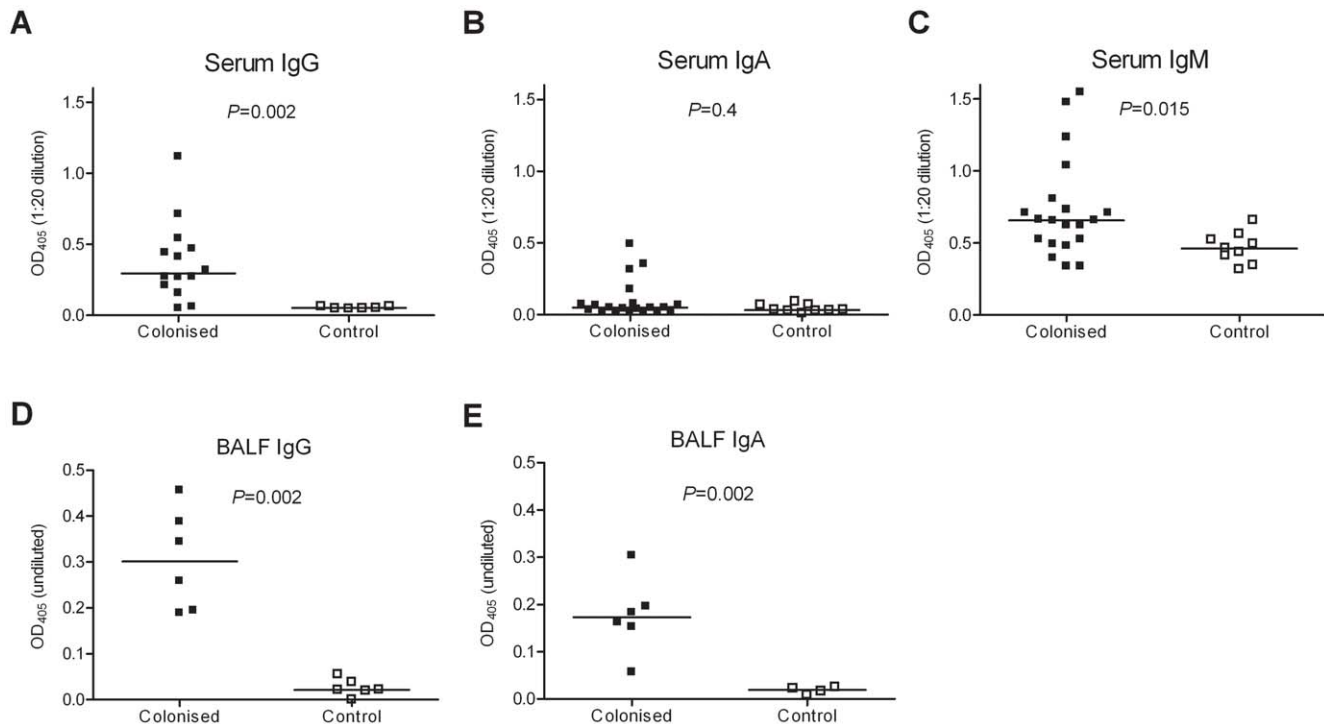 A
Serum IgG
P=0.002
OD405 (1:20 dilution)
1.5
1.0
0.5
0.0
Colonised Control
B
Serum IgA
P=0.4
OD405 (1:20 dilution)
1.5
1.0
0.5
0.0
Colonised Control
C
Serum IgM
P=0.015
OD405 (1:20 dilution)
1.5
1.0
0.5
0.0
Colonised Control
D
BALF IgG
P=0.002
OD405 (undiluted)
0.5
0.4
0.3
0.2
0.1
0.0
Colonised Control
E
BALF IgA
P=0.002
OD405 (undiluted)
0.5
0.4
0.3
0.2
0.1
0.0
Colonised Control